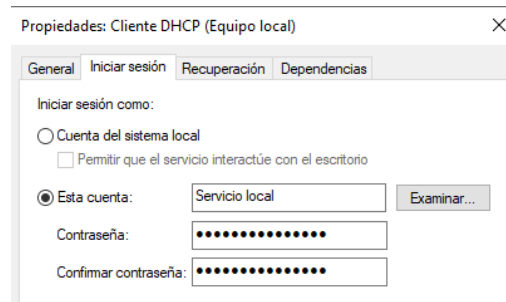 Propiedades: Cliente DHCP (Equipo local)
General Iniciar sesión Recuperación Dependencias
Iniciar sesión como:
Cuenta del sistema local
Permitir que el servicio interactúe con el escritorio
Esta cuenta: Servicio local Examinar...
Contraseña: •••••••••••••••
Confirmar contraseña: •••••••••••••••